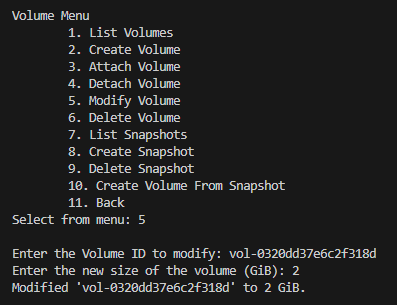 Volume Menu
1. List Volumes
2. Create Volume
3. Attach Volume
4. Detach Volume
5. Modify Volume
6. Delete Volume
7. List Snapshots
8. Create Snapshot
9. Delete Snapshot
10. Create Volume From Snapshot
11. Back
Select from menu: 5
Enter the Volume ID to modify: vol-0320dd37e6c2f318d
Enter the new size of the volume (GiB): 2
Modified 'vol-0320dd37e6c2f318d' to 2 GiB.